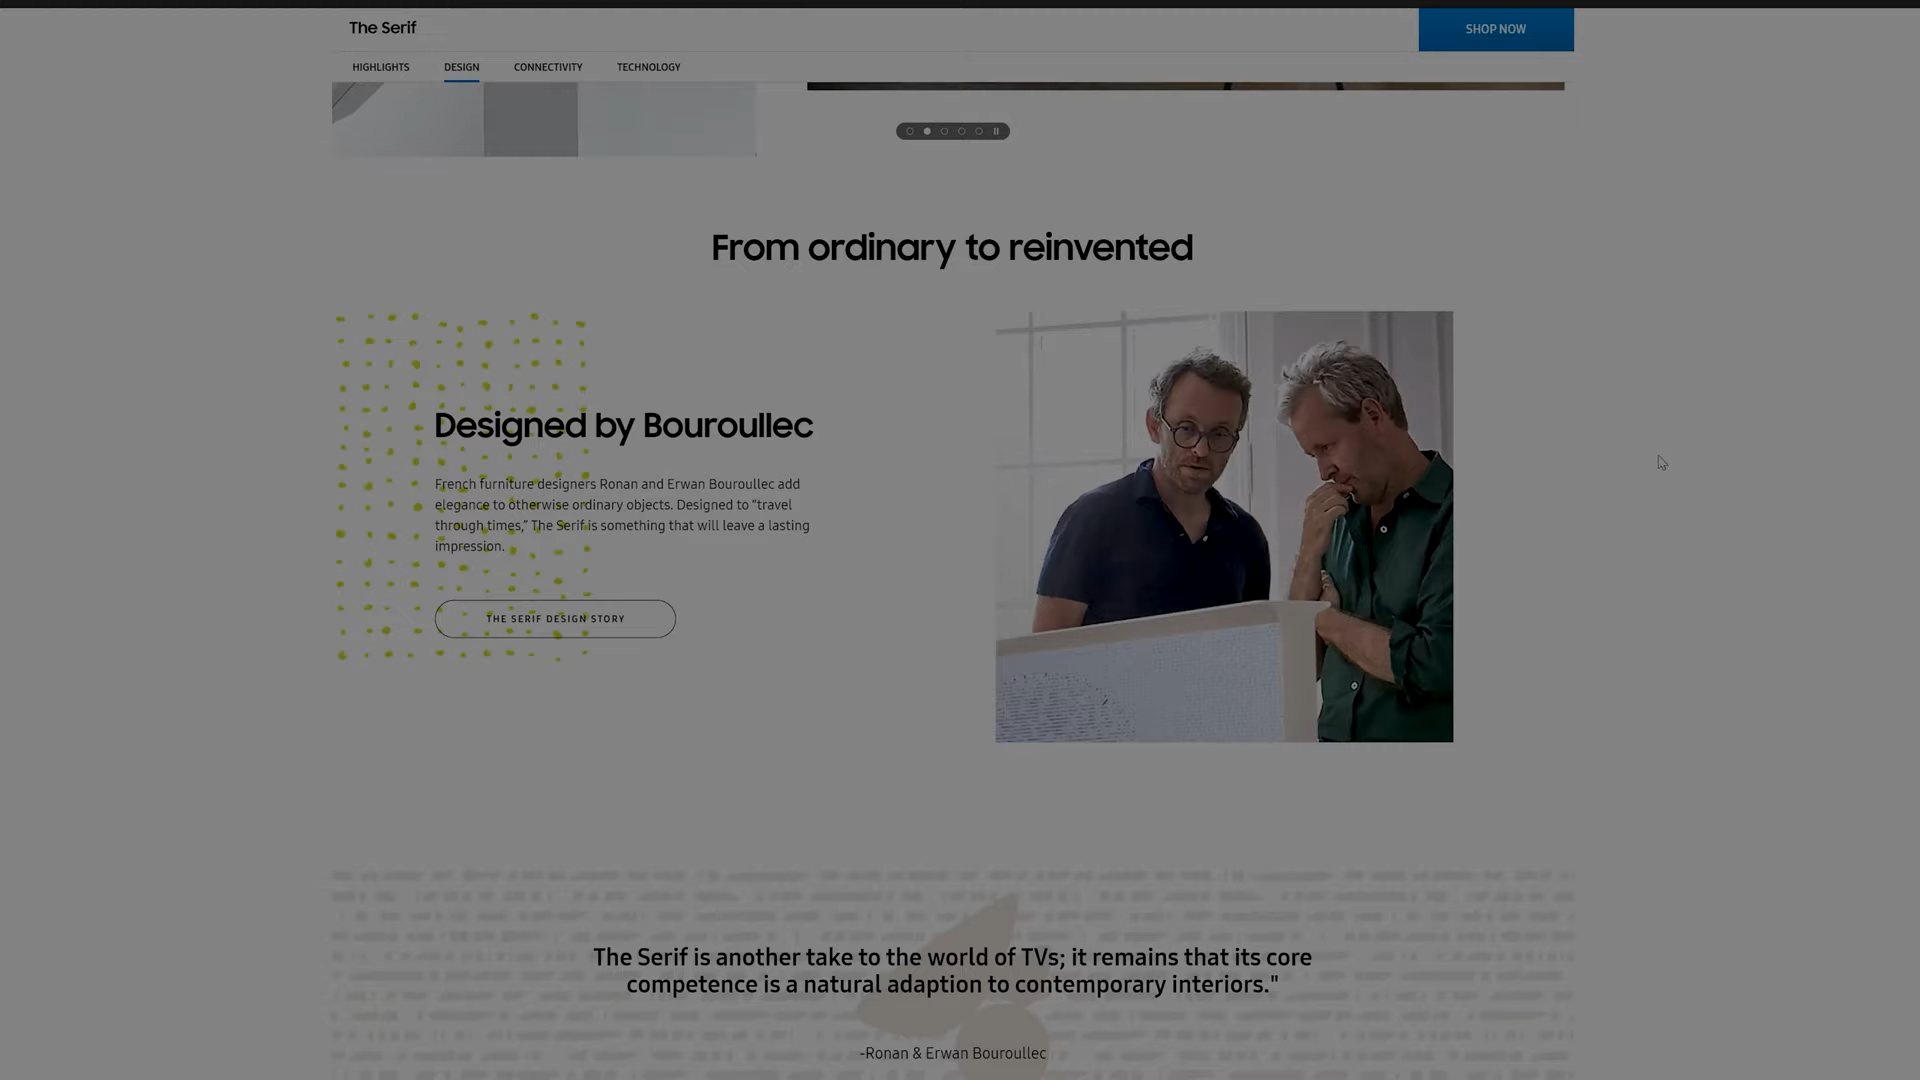 The Serif
SHOP NOW
HIGHLIGHTS DESIGN CONNECTIVITY TECHNOLOGY
From ordinary to reinvented
Designed by Bouroullec
French furniture designers Ronan and Erwan Bouroullec add
elegance to otherwise ordinary objects. Designed to “travel
through times,” The Serif is something that will leave a lasting
impression.
THE SERIF DESIGN STORY
The Serif is another take to the world of TVs; it remains that its core
competence is a natural adaption to contemporary interiors."
-Ronan & Erwan Bouroullec